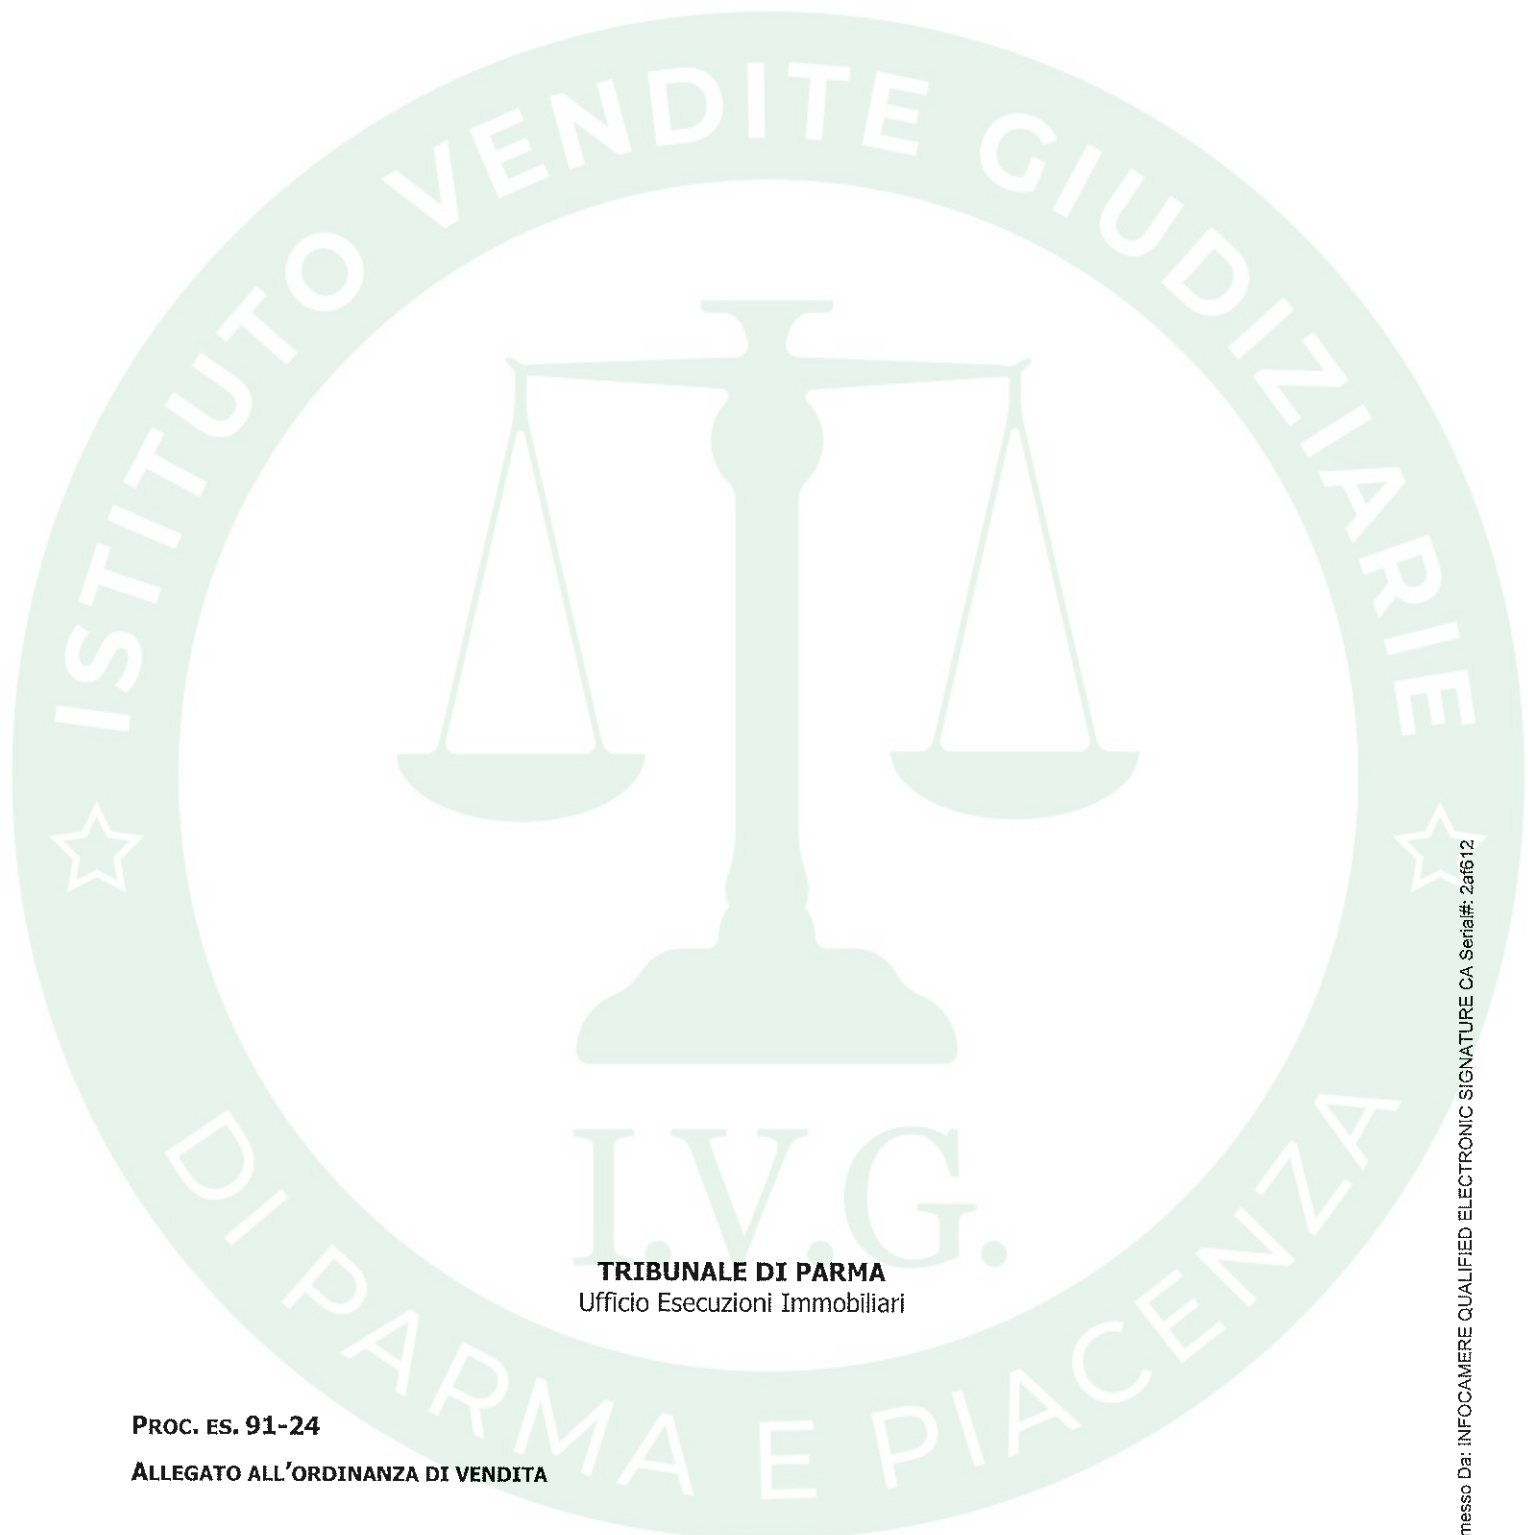 ISTITUTO VENDITE GIUDIZIARIE
I.V.G.
DI PARMA E PIACENZA
TRIBUNALE DI PARMA
Ufficio Esecuzioni Immobiliari
PROC. ES. 91-24
ALLEGATO ALL'ORDINANZA DI VENDITA
messo Da: INFOCAMERE QUALIFIED ELECTRONIC SIGNATURE CA Serial#: 2af612